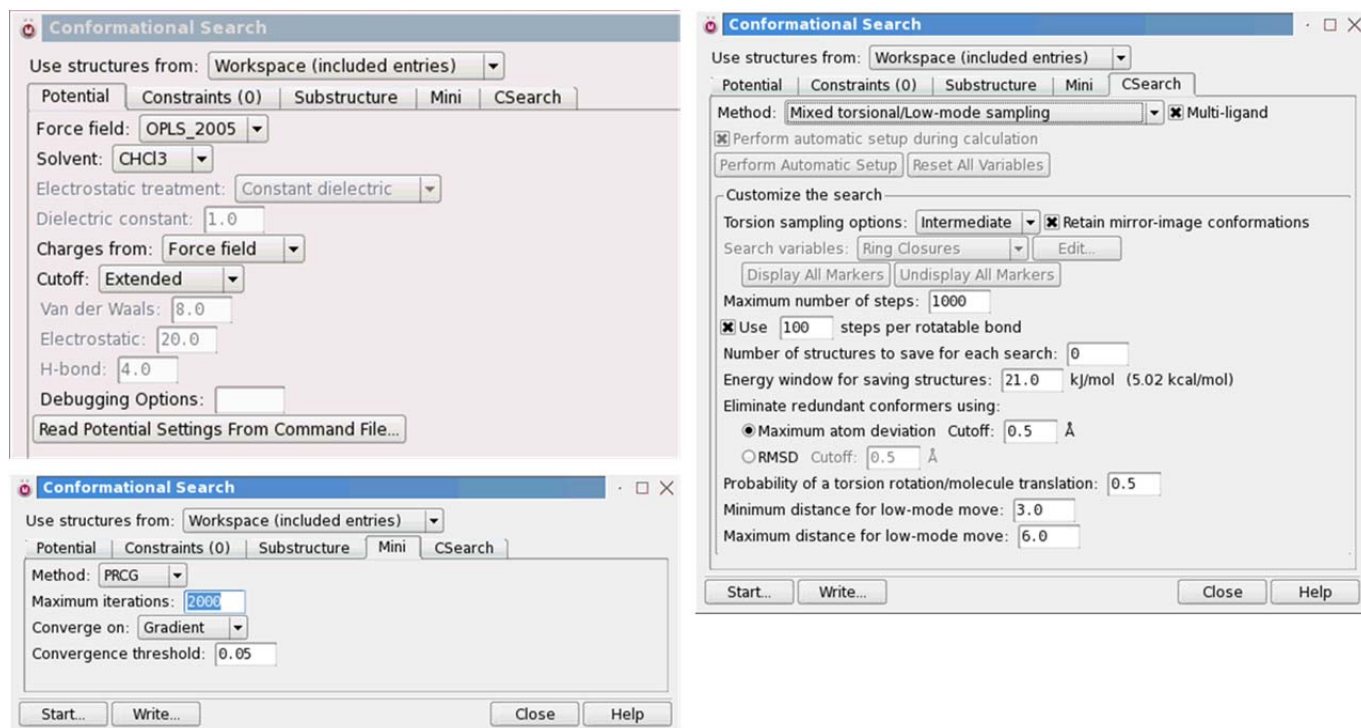 Conformational Search
Use structures from: Workspace (included entries)
Potential Constraints (0) Substructure Mini CSearch
Force field: OPLS_2005
Solvent: CHCl3
Electrostatic treatment: Constant dielectric
Dielectric constant: 1.0
Charges from: Force field
Cutoff: Extended
Van der Waals: 8.0
Electrostatic: 20.0
H-bond: 4.0
Debugging Options:
Read Potential Settings From Command File...
Conformational Search
Use structures from: Workspace (included entries)
Potential Constraints (0) Substructure Mini CSearch
Method: PRCG
Maximum iterations: 2000
Converge on: Gradient
Convergence threshold: 0.05
Start... Write... Close Help
Conformational Search
Use structures from: Workspace (included entries)
Potential Constraints (0) Substructure Mini CSearch
Method: Mixed torsional/Low-mode sampling Multi-ligand
Perform automatic setup during calculation
Perform Automatic Setup Reset All Variables
Customize the search
Torsion sampling options: Intermediate Retain mirror-image conformations
Search variables: Ring Closures Edit...
Display All Markers Undisplay All Markers
Maximum number of steps: 1000
Use 100 steps per rotatable bond
Number of structures to save for each search: 0
Energy window for saving structures: 21.0 kJ/mol (5.02 kcal/mol)
Eliminate redundant conformers using:
Maximum atom deviation Cutoff: 0.5 Å
RMSD Cutoff: 0.5 Å
Probability of a torsion rotation/molecule translation: 0.5
Minimum distance for low-mode move: 3.0
Maximum distance for low-mode move: 6.0
Start... Write... Close Help